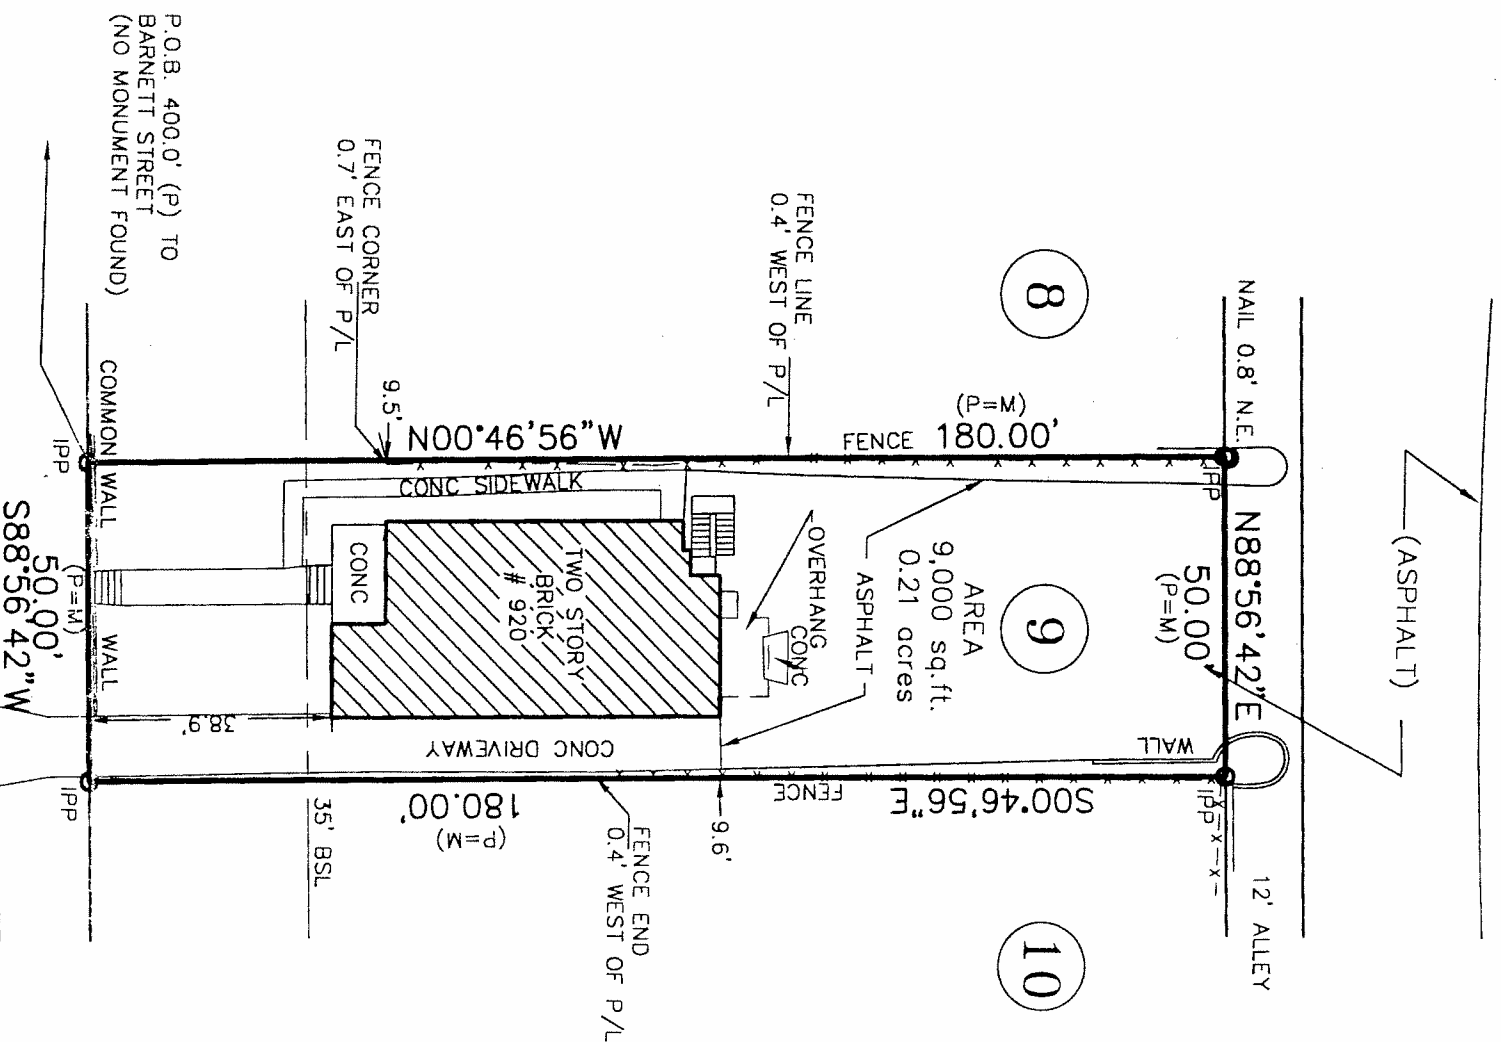 (ASPHALT)
NAIL 0.8' N.E.
12' ALLEY
IPP
N88°56'42"E
50.00'
(P=M)
IPP
WALL
8
9
10
AREA
9,000 sq.ft.
0.21 acres
FENCE LINE
0.4' WEST OF P/L
N00°46'56"W
FENCE 180.00'
(P=M)
ASPHALT
OVERHANG
CONC
S00°46'56"E
FENCE
180.00'
(P=M)
9.6'
FENCE END
0.4' WEST OF P/L
FENCE CORNER
0.7' EAST OF P/L
9.5'
CONC SIDEWALK
TWO STORY
BRICK
# 920
CONC
CONC DRIVEWAY
35' BSL
38.9'
P.O.B. 400.0' (P) TO
BARNETT STREET
(NO MONUMENT FOUND)
COMMON WALL
WALL
IPP
IPP
(P=M)
50.00'
S88°56'42"W